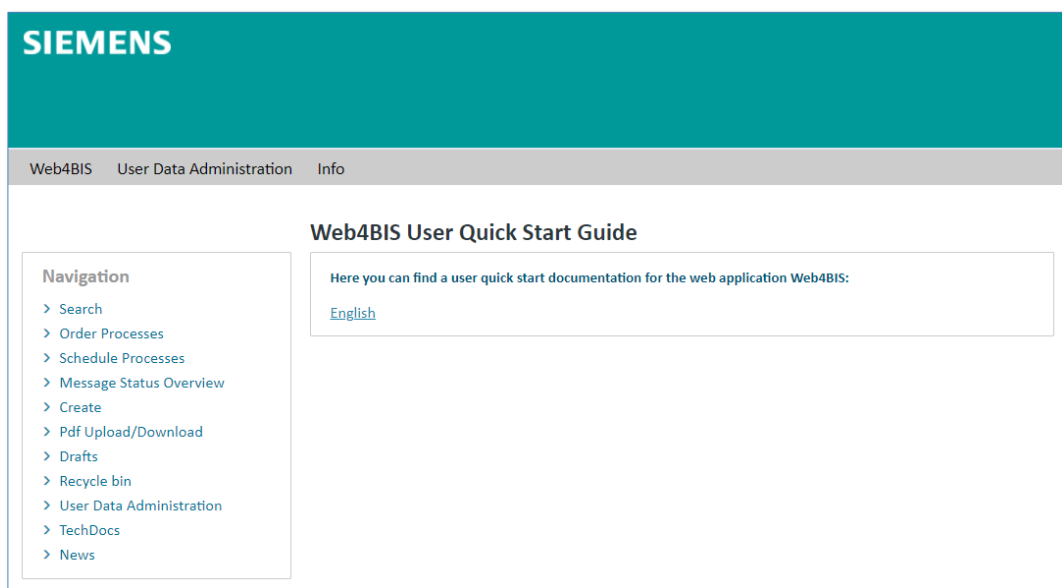 SIEMENS
Web4BIS User Data Administration Info
Web4BIS User Quick Start Guide
Navigation
Search
Order Processes
Schedule Processes
Message Status Overview
Create
Pdf Upload/Download
Drafts
Recycle bin
User Data Administration
TechDocs
News
Here you can find a user quick start documentation for the web application Web4BIS:
English